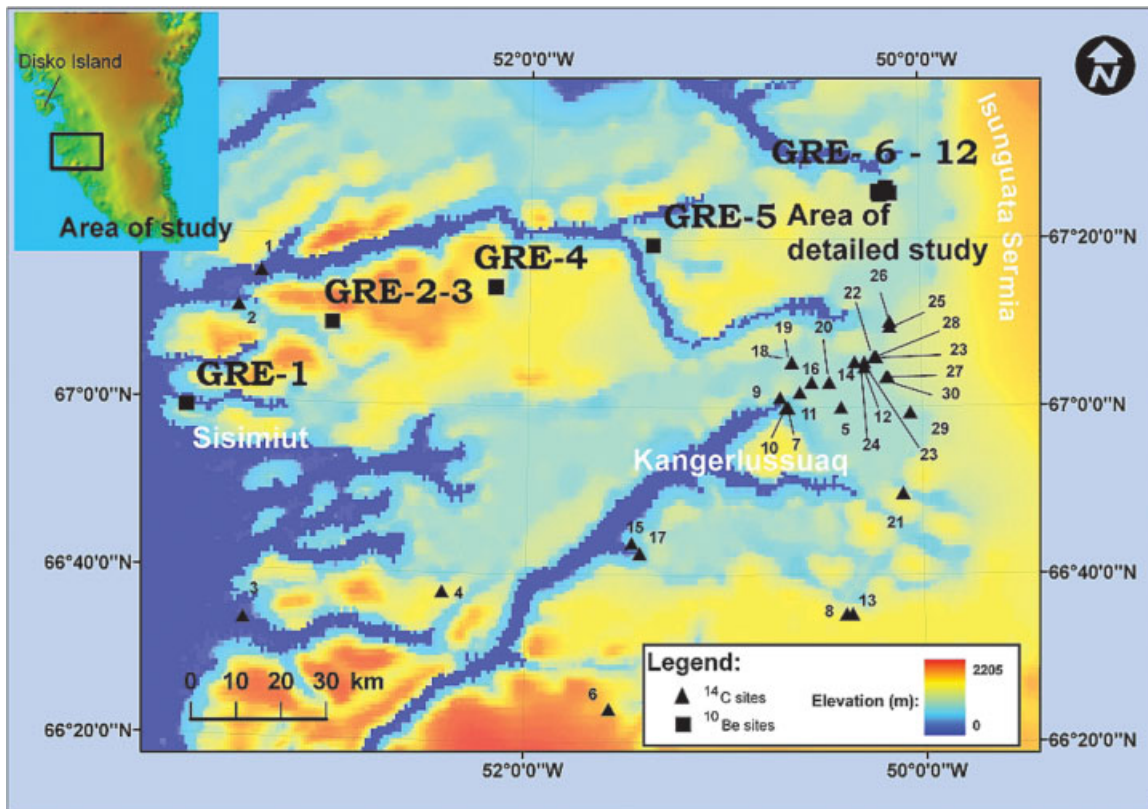 Disko Island
Area of study
52°0'0"W
50°0'0"W
N
Isunguata Sermia
GRE- 6 - 12
GRE-5
Area of
detailed study
67°20'0"N
67°20'0"N
1
GRE-4
2
GRE-2-3
26
25
22
28
19
20
18
23
16
14
27
GRE-1
9
30
67°0'0"N
67°0'0"N
11
5
12
Sisimiut
10
7
24
29
23
Kangerlussuaq
21
15
17
66°40'0"N
66°40'0"N
3
4
8
13
Legend:
0 10 20 30 km
¹⁴C sites
2205
6
Elevation (m):
¹⁰Be sites
0
66°20'0"N
66°20'0"N
52°0'0"W
50°0'0"W